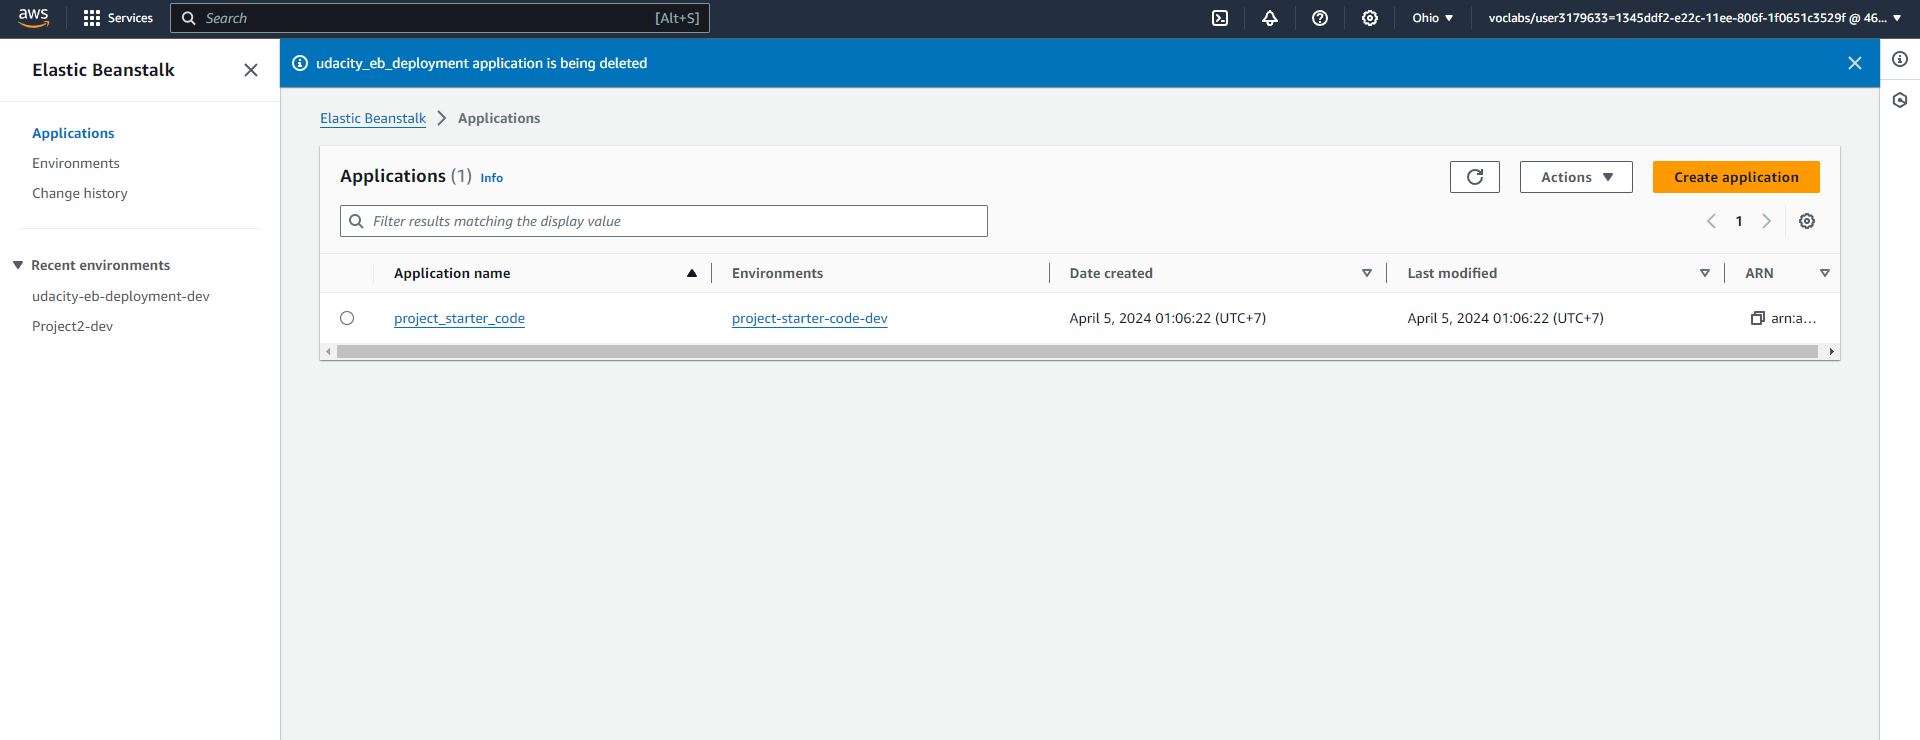 aws Services Search [Alt+S] Ohio voclabs/user3179633=1345ddf2-e22c-11ee-806f-1f0651c3529f @ 46...
Elastic Beanstalk
udacity_eb_deployment application is being deleted
Applications
Environments
Change history
Recent environments
udacity-eb-deployment-dev
Project2-dev
Elastic Beanstalk Applications
Applications (1) Info Actions Create application
Filter results matching the display value 1
Application name Environments Date created Last modified ARN
project_starter_code project-starter-code-dev April 5, 2024 01:06:22 (UTC+7) April 5, 2024 01:06:22 (UTC+7) arn:a...